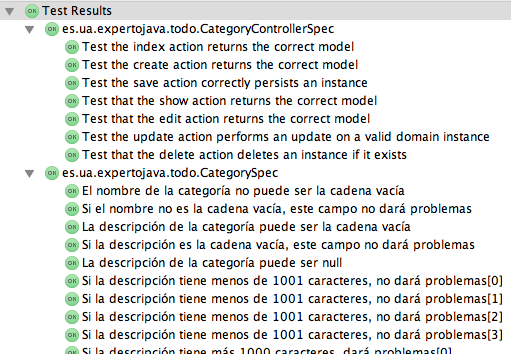 Test Results
OK es.ua.expertojava.todo.CategoryControllerSpec
OK Test the index action returns the correct model
OK Test the create action returns the correct model
OK Test the save action correctly persists an instance
OK Test that the show action returns the correct model
OK Test that the edit action returns the correct model
OK Test the update action performs an update on a valid domain instance
OK Test that the delete action deletes an instance if it exists
OK es.ua.expertojava.todo.CategorySpec
OK El nombre de la categoría no puede ser la cadena vacía
OK Si el nombre no es la cadena vacía, este campo no dará problemas
OK La descripción de la categoría puede ser la cadena vacía
OK Si la descripción es la cadena vacía, este campo no dará problemas
OK La descripción de la categoría puede ser null
OK Si la descripción tiene menos de 1001 caracteres, no dará problemas[0]
OK Si la descripción tiene menos de 1001 caracteres, no dará problemas[1]
OK Si la descripción tiene menos de 1001 caracteres, no dará problemas[2]
OK Si la descripción tiene menos de 1001 caracteres, no dará problemas[3]
Si la descripción tiene más 1000 caracteres, dará problemas[0]